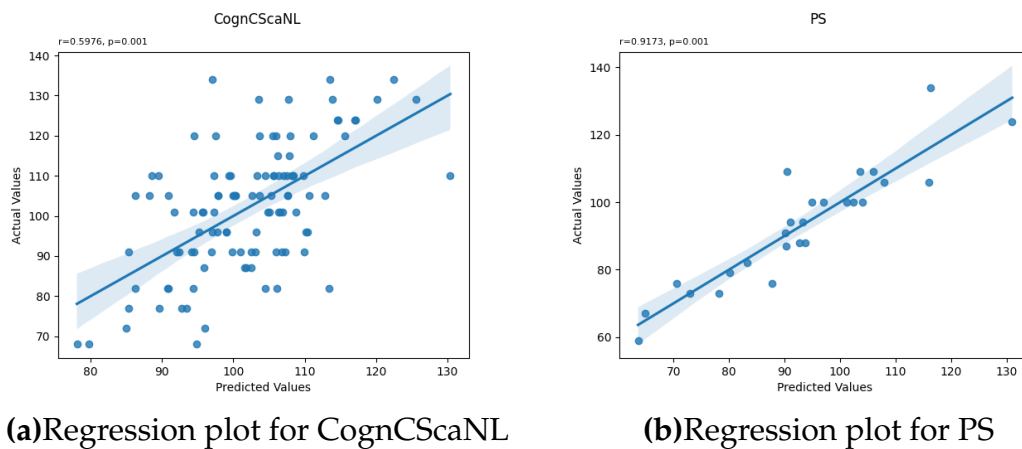 CognCScaNL
r=0.5976, p=0.001
140
130
120
110
100
90
80
70
Actual Values
80
90
100
110
120
130
Predicted Values
(a)Regression plot for CognCScaNL
PS
r=0.9173, p=0.001
140
120
100
80
60
Actual Values
70
80
90
100
110
120
130
Predicted Values
(b)Regression plot for PS